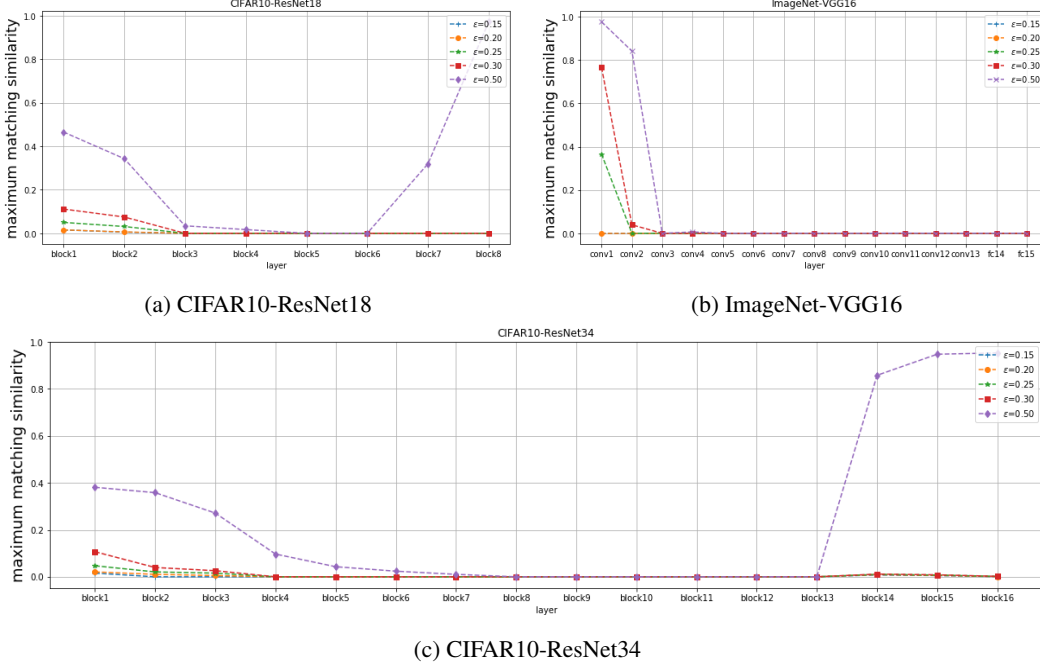 CIFAR10-ResNet18
maximum matching similarity
1.0
0.8
0.6
0.4
0.2
0.0
ε=0.15
ε=0.20
ε=0.25
ε=0.30
ε=0.50
block1 block2 block3 block4 block5 block6 block7 block8
layer
(a) CIFAR10-ResNet18
ImageNet-VGG16
maximum matching similarity
1.0
0.8
0.6
0.4
0.2
0.0
ε=0.15
ε=0.20
ε=0.25
ε=0.30
ε=0.50
conv1 conv2 conv3 conv4 conv5 conv6 conv7 conv8 conv9 conv10 conv11 conv12 conv13 fc14 fc15
layer
(b) ImageNet-VGG16
CIFAR10-ResNet34
maximum matching similarity
1.0
0.8
0.6
0.4
0.2
0.0
ε=0.15
ε=0.20
ε=0.25
ε=0.30
ε=0.50
block1 block2 block3 block4 block5 block6 block7 block8 block9 block10 block11 block12 block13 block14 block15 block16
layer
(c) CIFAR10-ResNet34